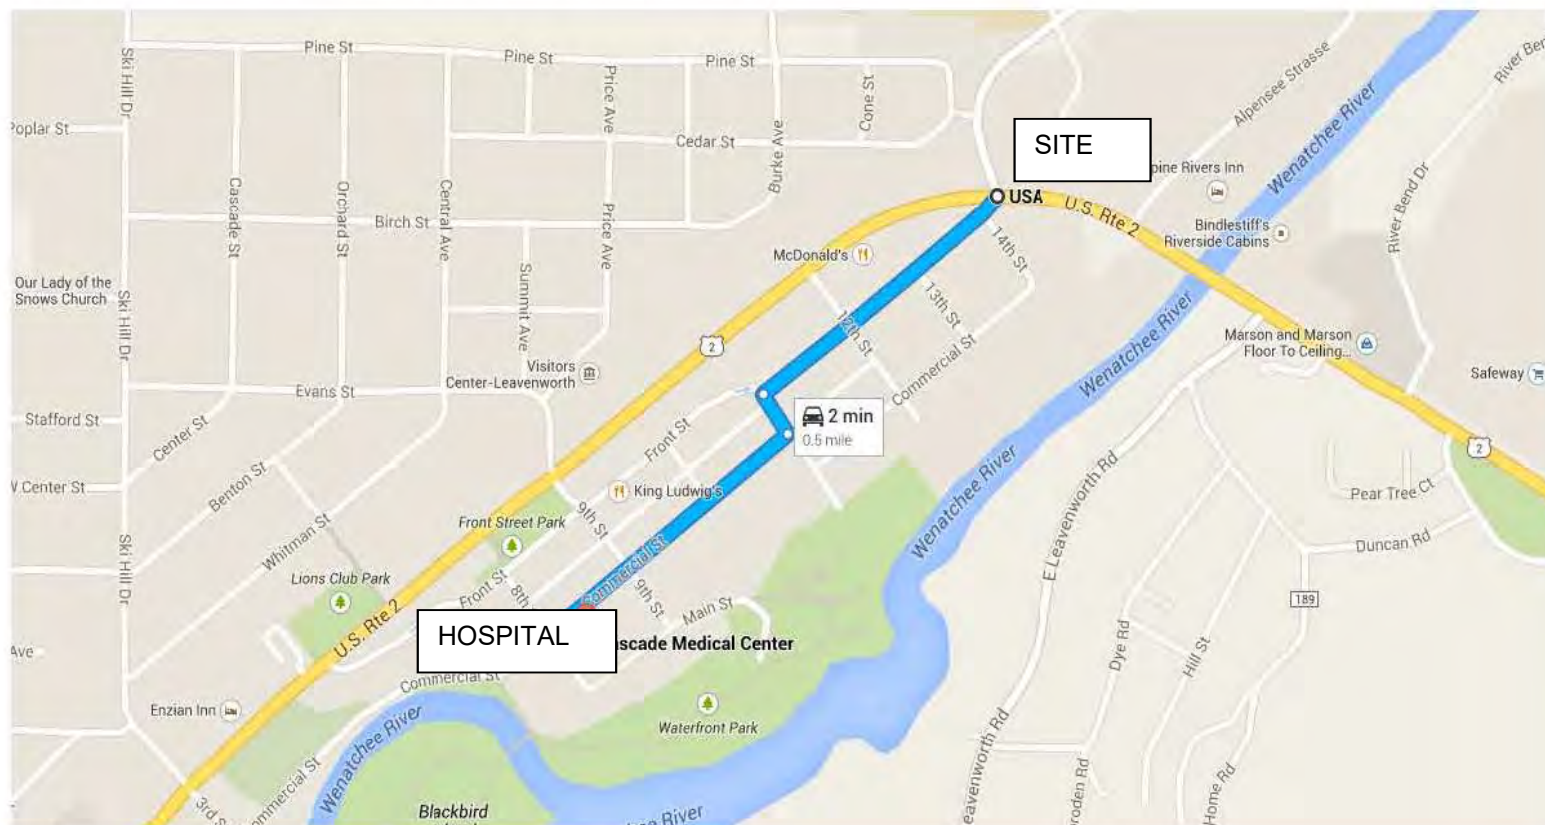 Pine St
Pine St
Pine St
Ski Hill Dr
Price Ave
Cone St
Alpensee Strasse
River Ben
Wenatchee River
Poplar St
Cedar St
Burke Ave
SITE
pine Rivers Inn
USA
U.S. Rte 2
Cascade St
Orchard St
Central Ave
Birch St
Price Ave
Bindlestiff's
Riverside Cabins
River Bend Dr
McDonald's
14th St
Our Lady of the
Snows Church
Ski Hill Dr
Summit Ave
13th St
12th St
Wenatchee River
2
Marson and Marson
Floor To Ceiling...
Visitors
Center-Leavenworth
Commercial St
Safeway
Evans St
Stafford St
Center St
Front St
2 min
0.5 mile
2
W Center St
Benton St
King Ludwig's
Wenatchee River
E Leavenworth Rd
Pear Tree Ct
Front Street Park
9th St
Whitman St
Duncan Rd
Ski Hill Dr
Lions Club Park
Front St
8th
Commercial St
9th St
Main St
189
U.S. Rte 2
HOSPITAL
ascade Medical Center
Dye Rd
Hill St
Ave
Commercial St
Enzian Inn
Wenatchee River
Waterfront Park
Leavenworth Rd
3rd S
Commercial St
Blackbird
Home Rd